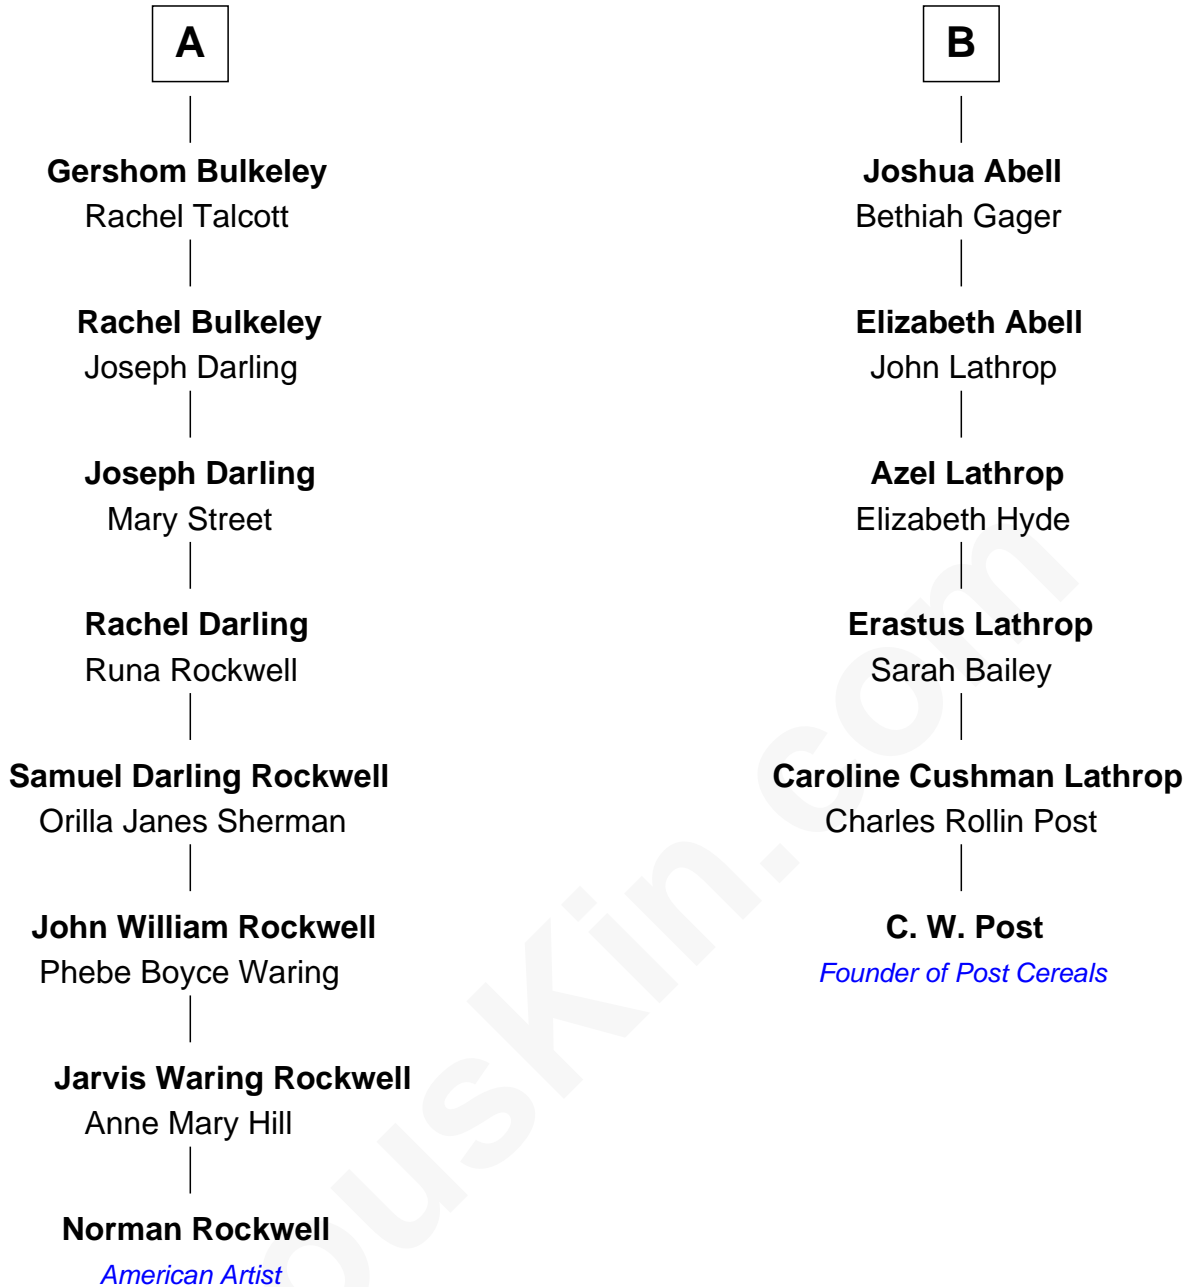 A
Gershom Bulkeley
Rachel Talcott
Rachel Bulkeley
Joseph Darling
Joseph Darling
Mary Street
Rachel Darling
Runa Rockwell
Samuel Darling Rockwell
Orilla Janes Sherman
John William Rockwell
Phebe Boyce Waring
Jarvis Waring Rockwell
Anne Mary Hill
Norman Rockwell
American Artist
B
Joshua Abell
Bethiah Gager
Elizabeth Abell
John Lathrop
Azel Lathrop
Elizabeth Hyde
Erastus Lathrop
Sarah Bailey
Caroline Cushman Lathrop
Charles Rollin Post
C. W. Post
Founder of Post Cereals
ousKin.com